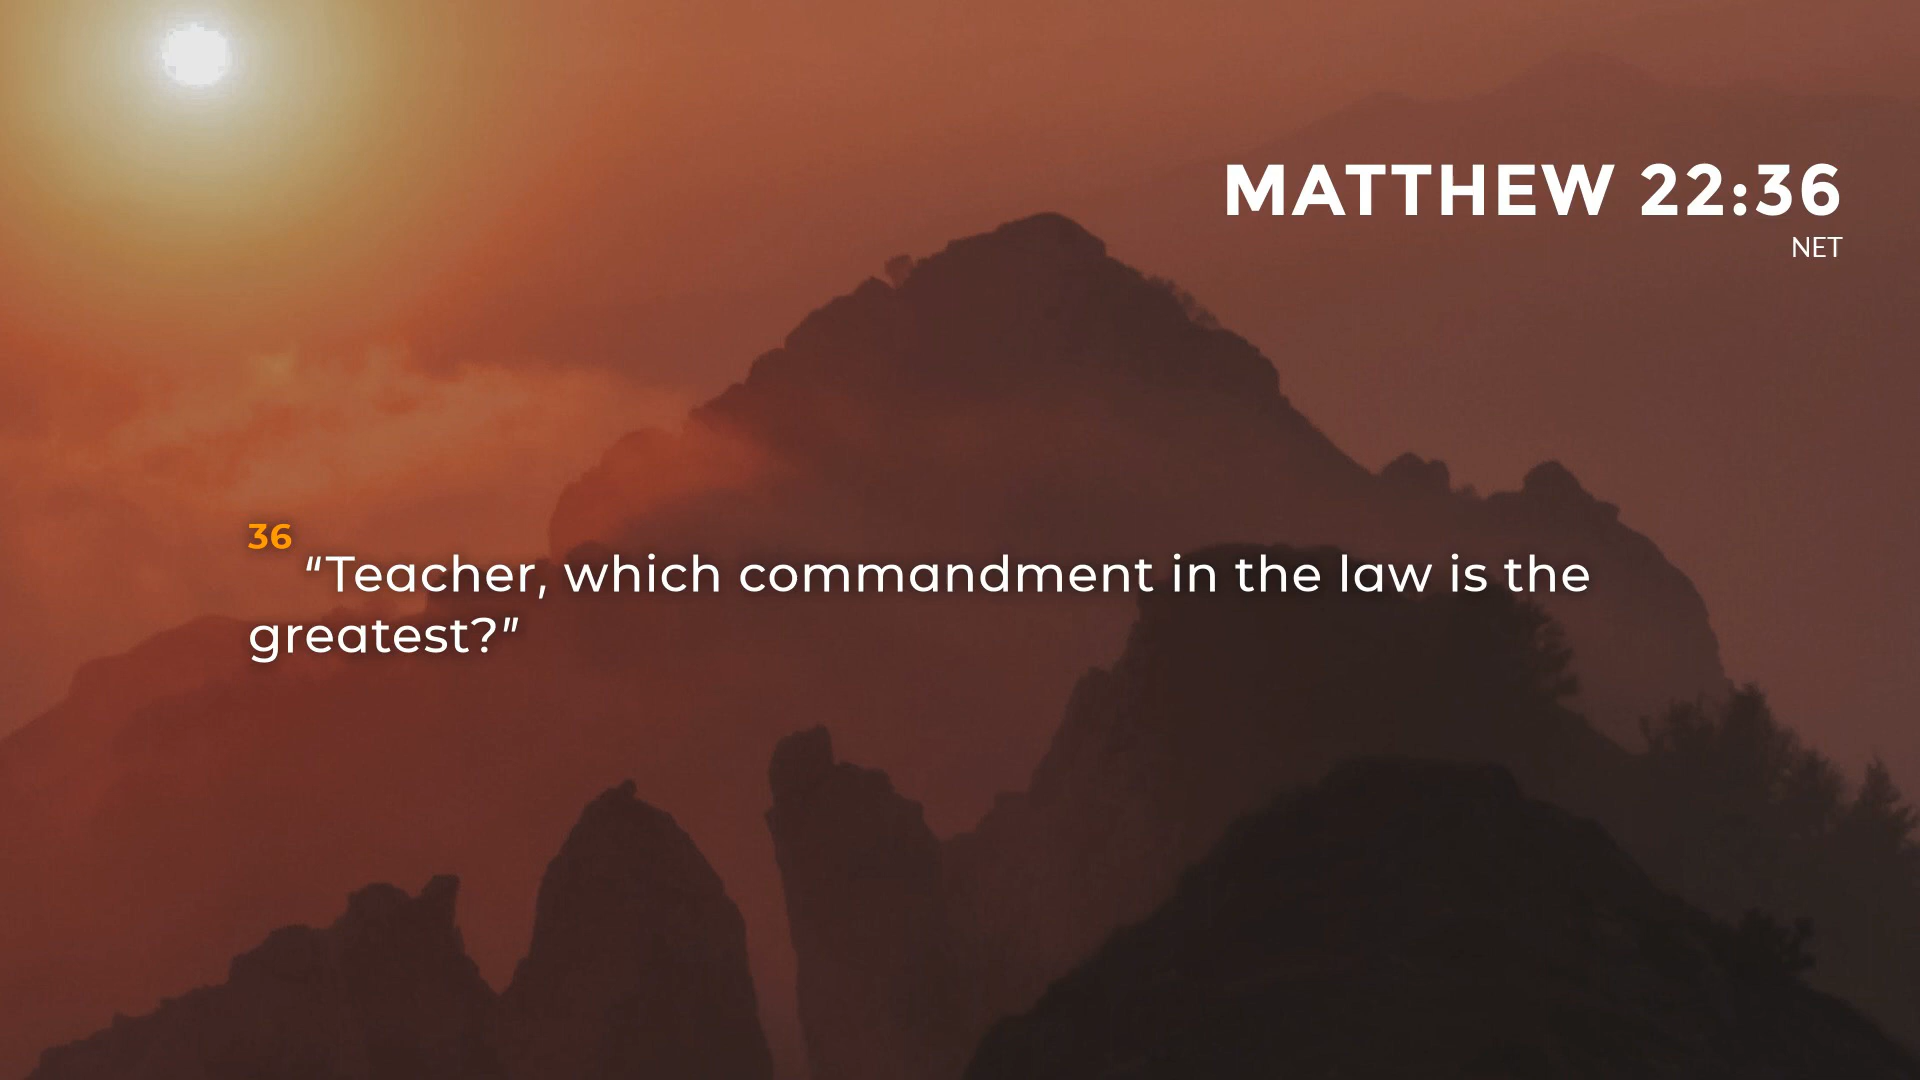 MATTHEW 22:36
NET
36 “Teacher, which commandment in the law is the
greatest?”